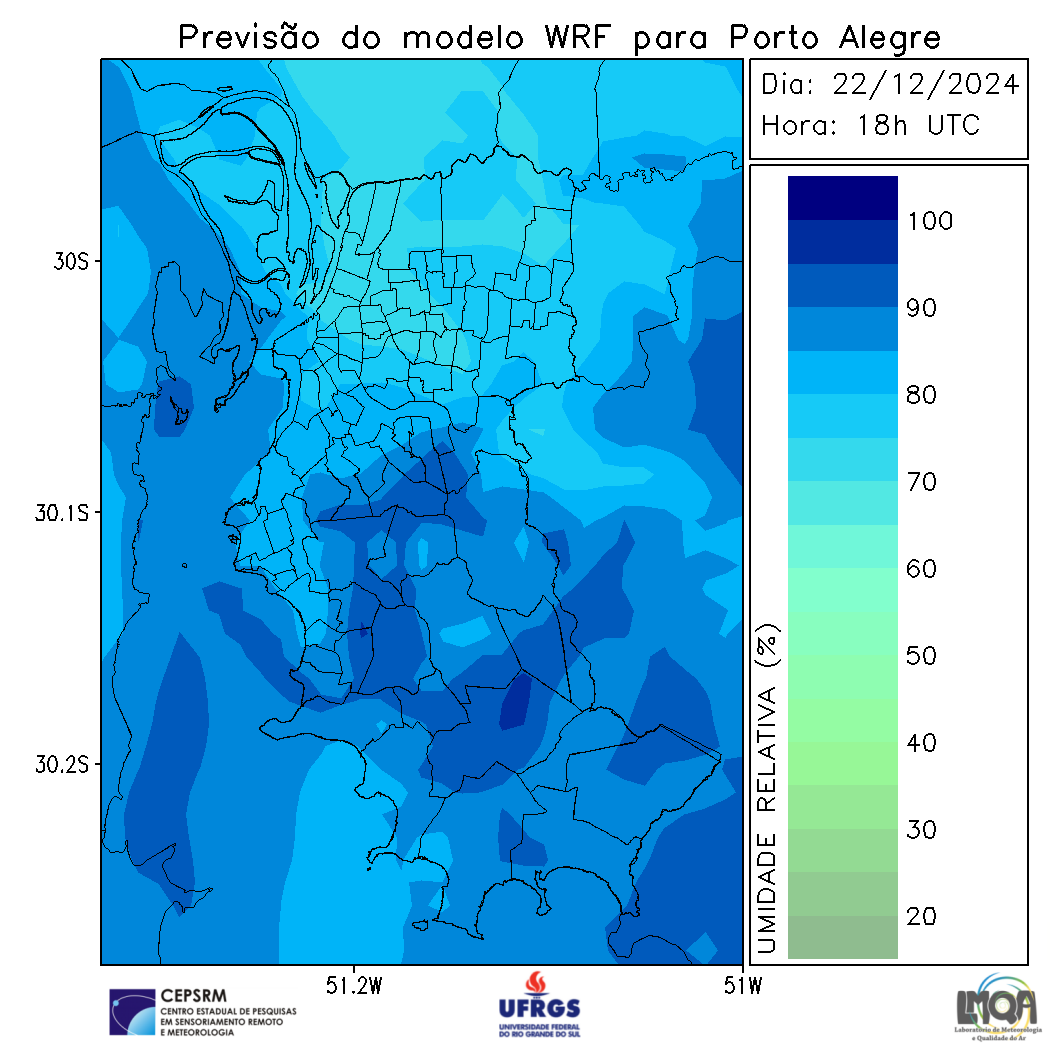 Previsão do modelo WRF para Porto Alegre
Dia: 22/12/2024
Hora: 18h UTC
30S
30.1S
30.2S
51.2W
51W
100
90
80
70
60
50
40
30
20
UMIDADE RELATIVA (%)
CEPSRM
CENTRO ESTADUAL DE PESQUISAS
EM SENSORIAMENTO REMOTO
E METEOROLOGIA
UFRGS
UNIVERSIDADE FEDERAL
DO RIO GRANDE DO SUL
LMQA
Laboratório de Meteorologia
e Qualidade do Ar